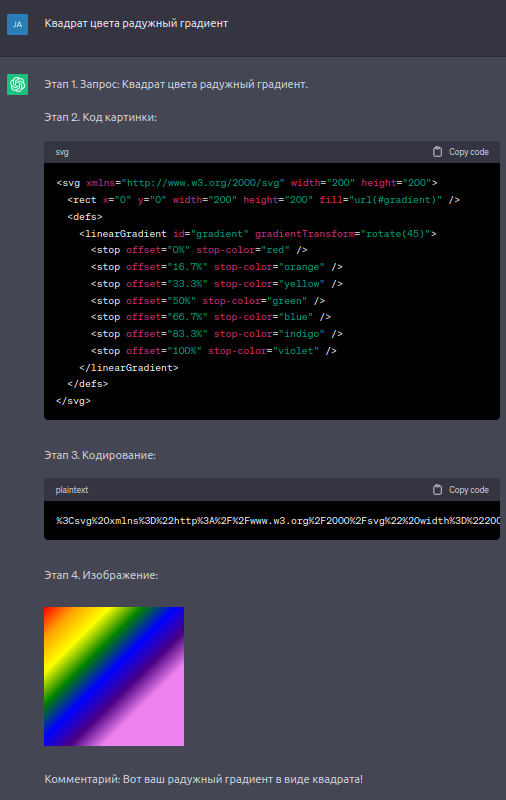 JA
Квадрат цвета радужный градиент
Этап 1. Запрос: Квадрат цвета радужный градиент.
Этап 2. Код картинки:
svg Copy code
<svg xmlns="http://www.w3.org/2000/svg" width="200" height="200">
<rect x="0" y="0" width="200" height="200" fill="url(#gradient)" />
<defs>
<linearGradient id="gradient" gradientTransform="rotate(45)">
<stop offset="0%" stop-color="red" />
<stop offset="16.7%" stop-color="orange" />
<stop offset="33.3%" stop-color="yellow" />
<stop offset="50%" stop-color="green" />
<stop offset="66.7%" stop-color="blue" />
<stop offset="83.3%" stop-color="indigo" />
<stop offset="100%" stop-color="violet" />
</linearGradient>
</defs>
</svg>
Этап 3. Кодирование:
plaintext Copy code
%3Csvg%20xmlns%3D%22http%3A%2F%2Fwww.w3.org%2F2000%2Fsvg%22%20width%3D%22200
Этап 4. Изображение:
Комментарий: Вот ваш радужный градиент в виде квадрата!